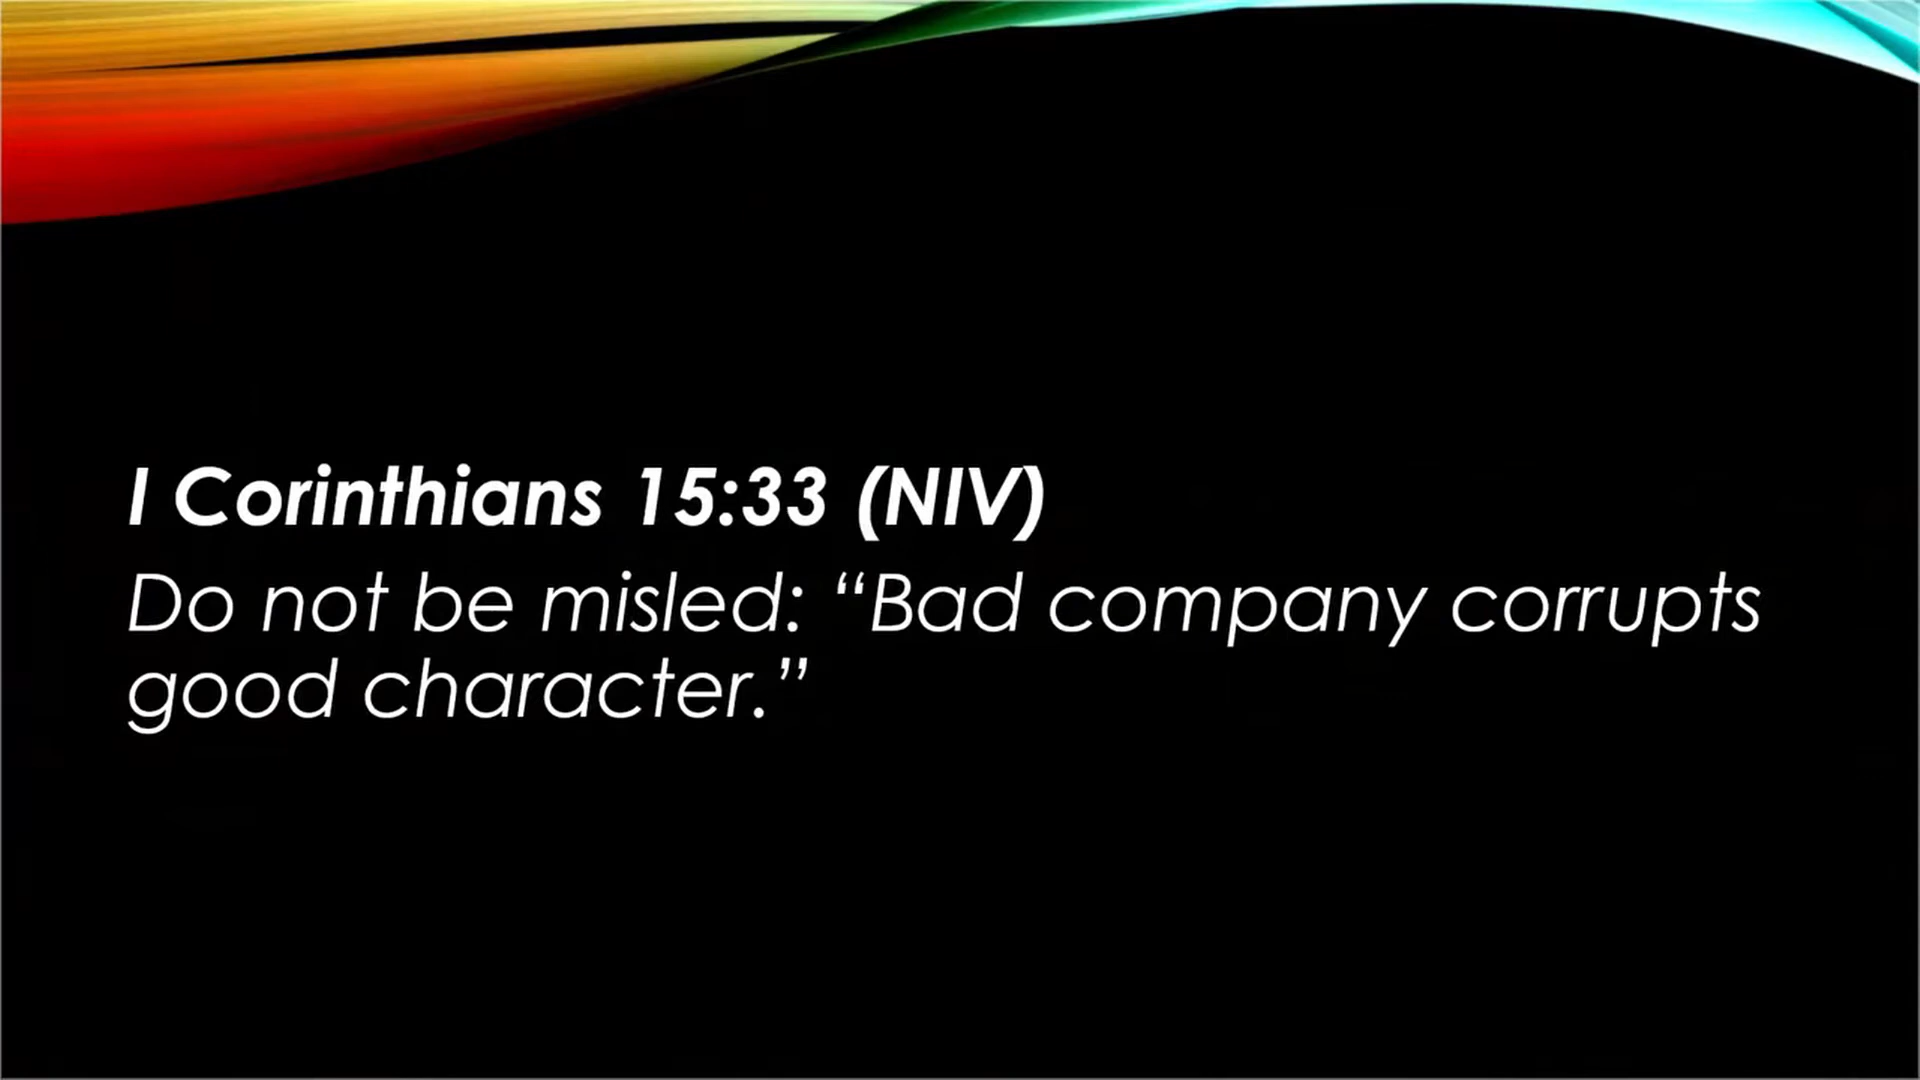 I Corinthians 15:33 (NIV)
Do not be misled: “Bad company corrupts
good character.”